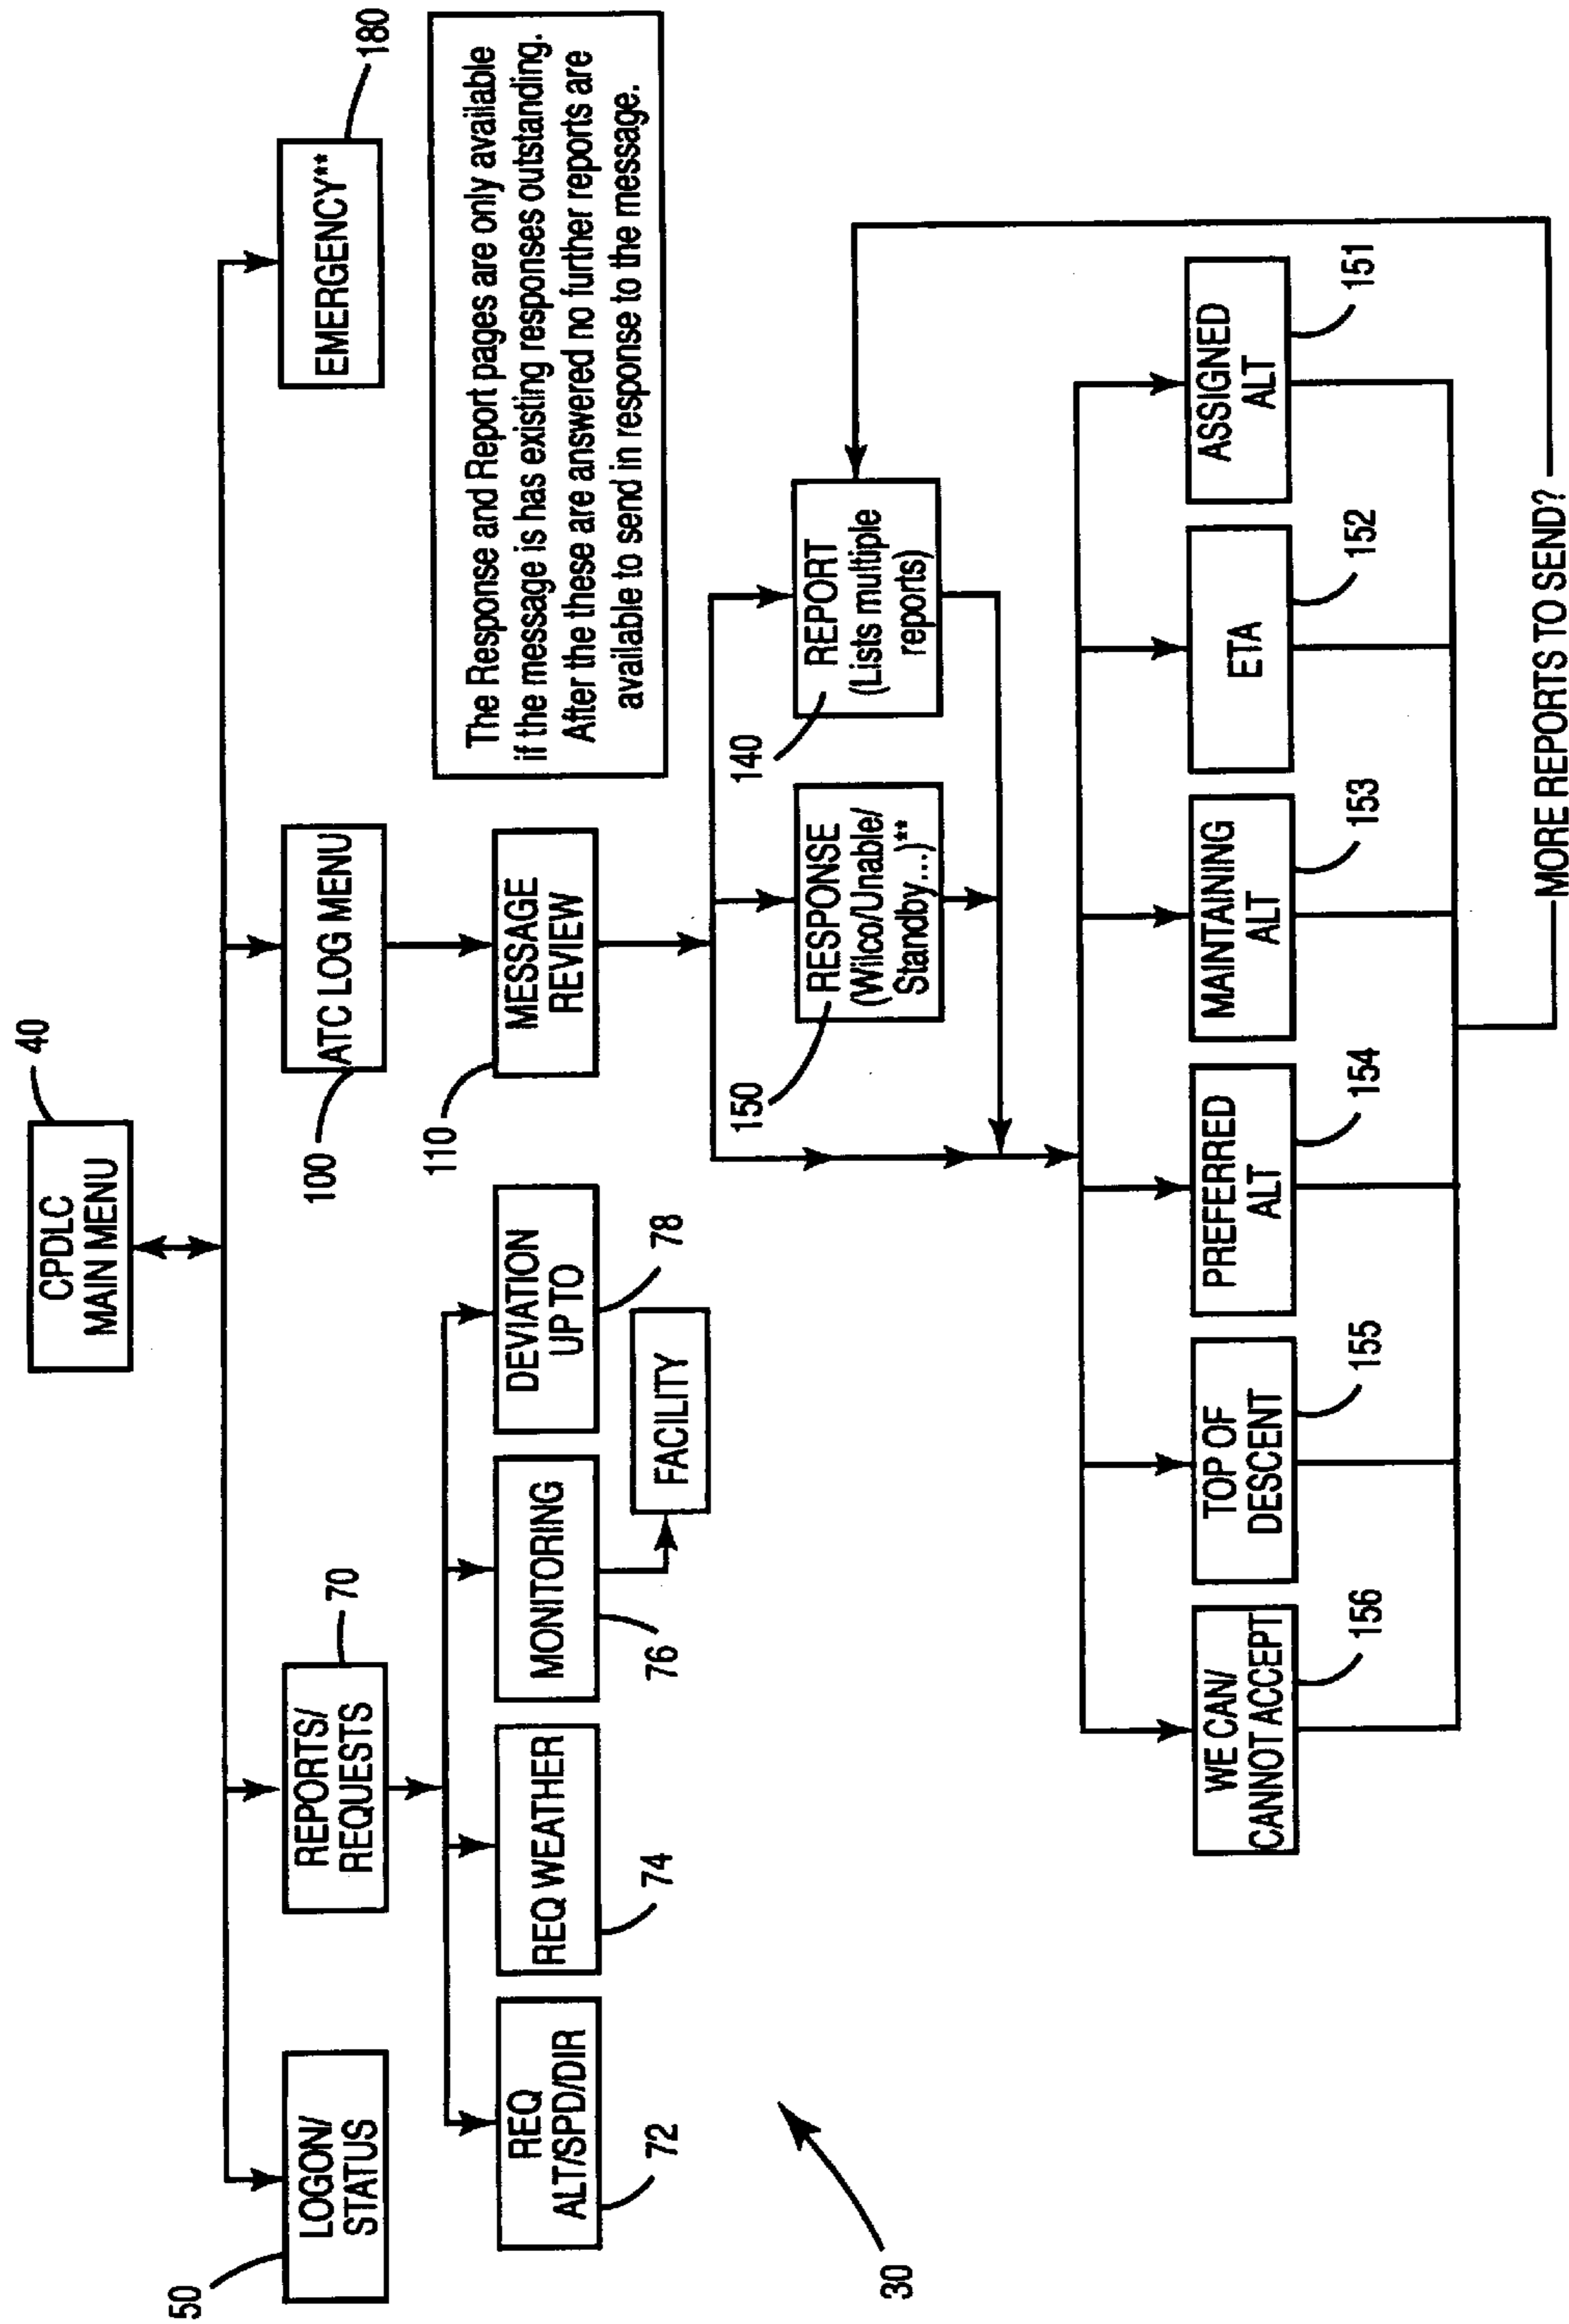 40
CPDLC
MAIN MENU
50
LOGON/
STATUS
70
REPORTS/
REQUESTS
100
ATC LOG MENU
EMERGENCY**
180
72
REQ
ALT/SPD/DIR
74
REQ WEATHER
76
MONITORING
FACILITY
DEVIATION
UP TO
78
110
MESSAGE
REVIEW
The Response and Report pages are only available
if the message is has existing responses outstanding.
After the these are answered no further reports are
available to send in response to the message.
150
RESPONSE
(Wilco/Unable/
Standby...)**
140
REPORT
(Lists multiple
reports)
30
WE CAN/
CANNOT ACCEPT
156
TOP OF
DESCENT
155
PREFERRED
ALT
154
MAINTAINING
ALT
153
ETA
152
ASSIGNED
ALT
151
MORE REPORTS TO SEND?